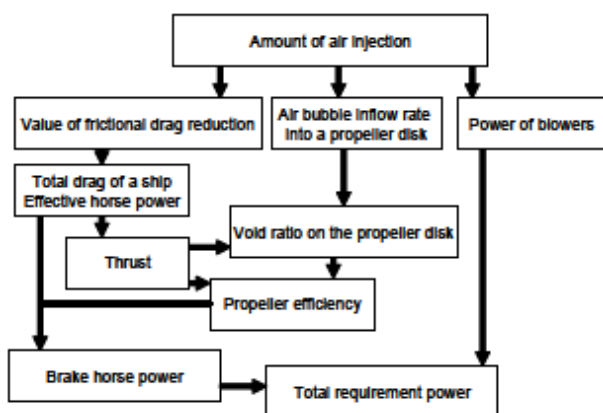 Amount of air injection
Value of frictional drag reduction
Air bubble inflow rate
into a propeller disk
Power of blowers
Total drag of a ship
Effective horse power
Void ratio on the propeller disk
Thrust
Propeller efficiency
Brake horse power
Total requirement power